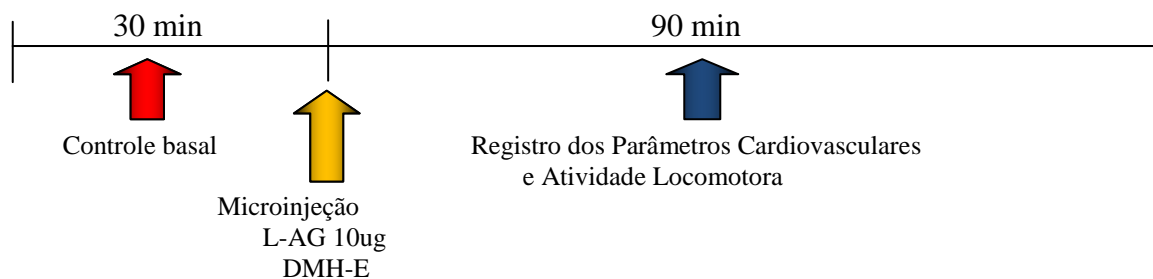 30 min
90 min
Controle basal
Registro dos Parâmetros Cardiovasculares
e Atividade Locomotora
Microinjeção
L-AG 10ug
DMH-E